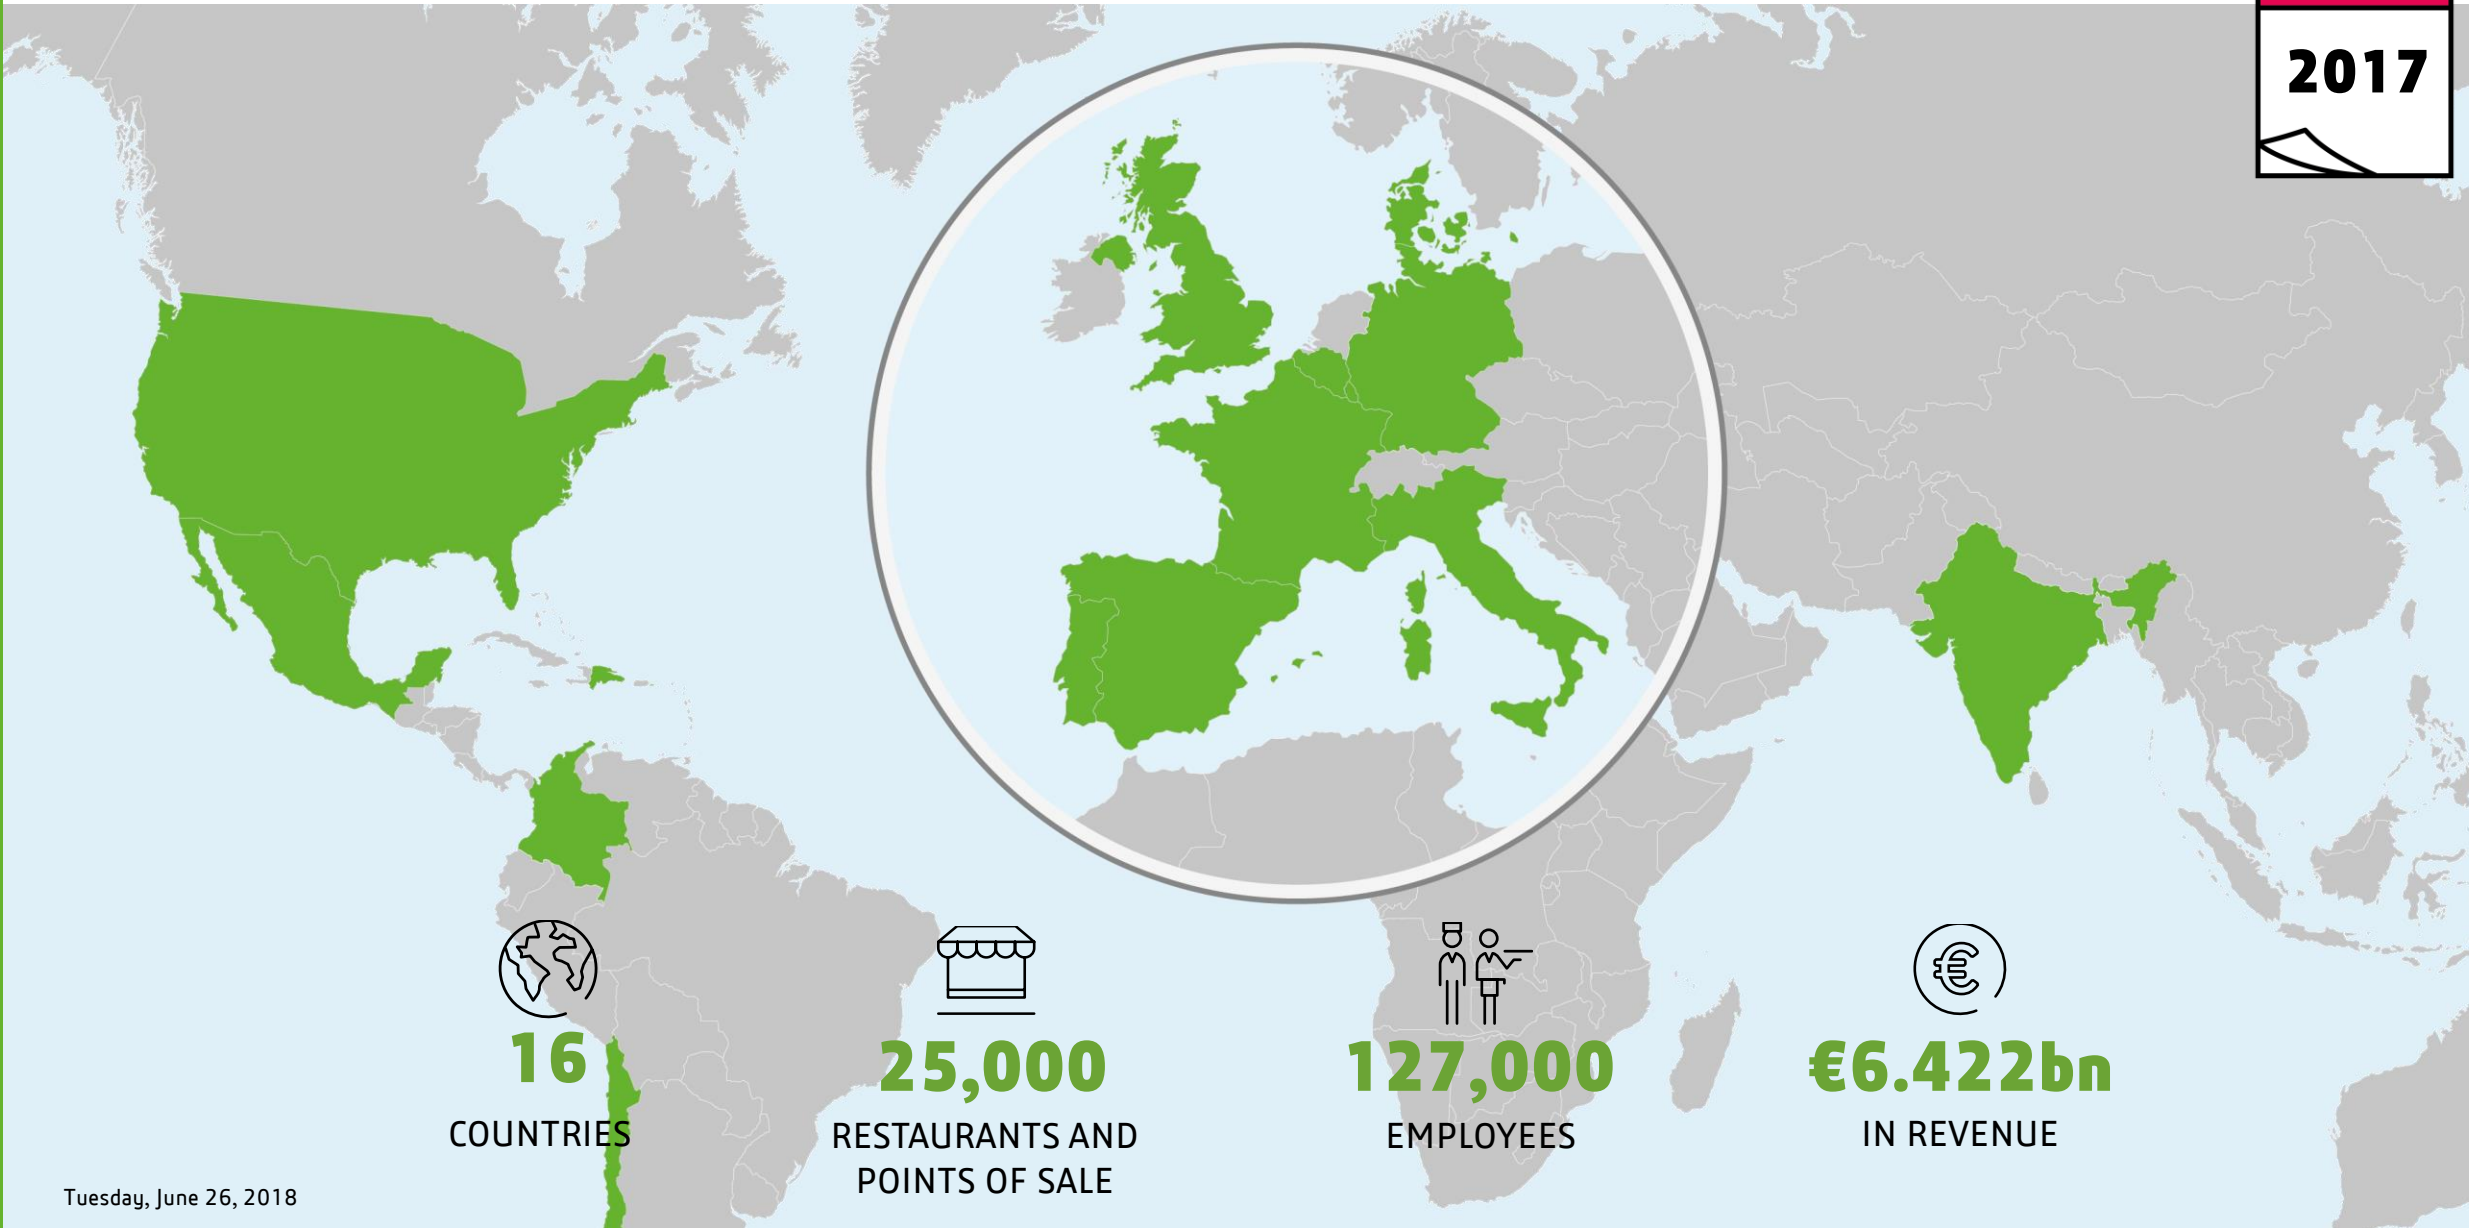 2017
16
COUNTRIES
25,000
RESTAURANTS AND
POINTS OF SALE
127,000
EMPLOYEES
€6.422bn
IN REVENUE
Tuesday, June 26, 2018